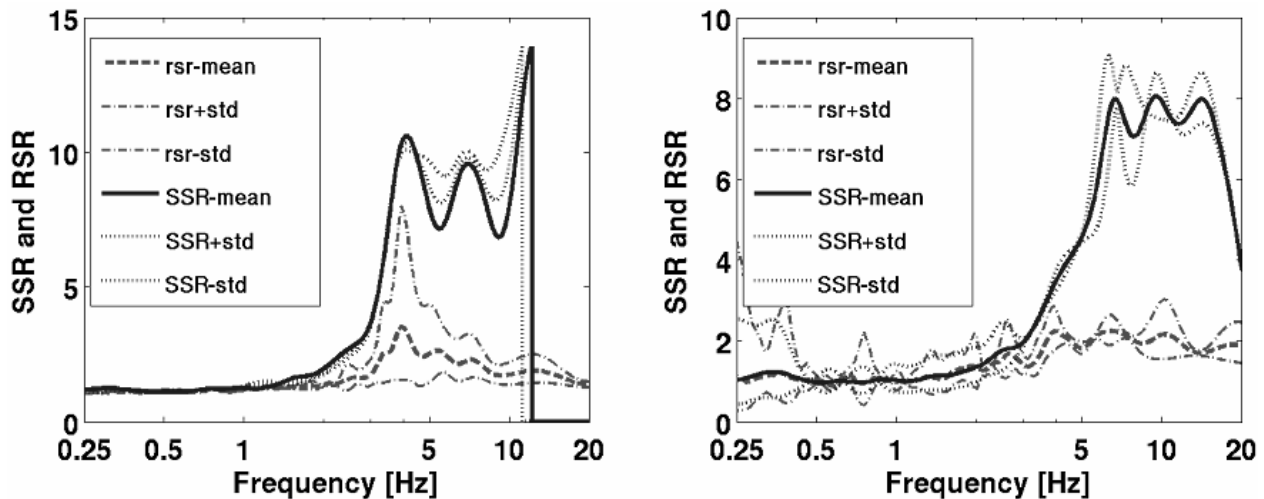 SSR and RSR
15
10
5
0
rsr-mean
rsr+std
rsr-std
SSR-mean
SSR+std
SSR-std
0.25 0.5 1 5 10 20
Frequency [Hz]
SSR and RSR
10
8
6
4
2
0
rsr-mean
rsr+std
rsr-std
SSR-mean
SSR+std
SSR-std
0.25 0.5 1 5 10 20
Frequency [Hz]